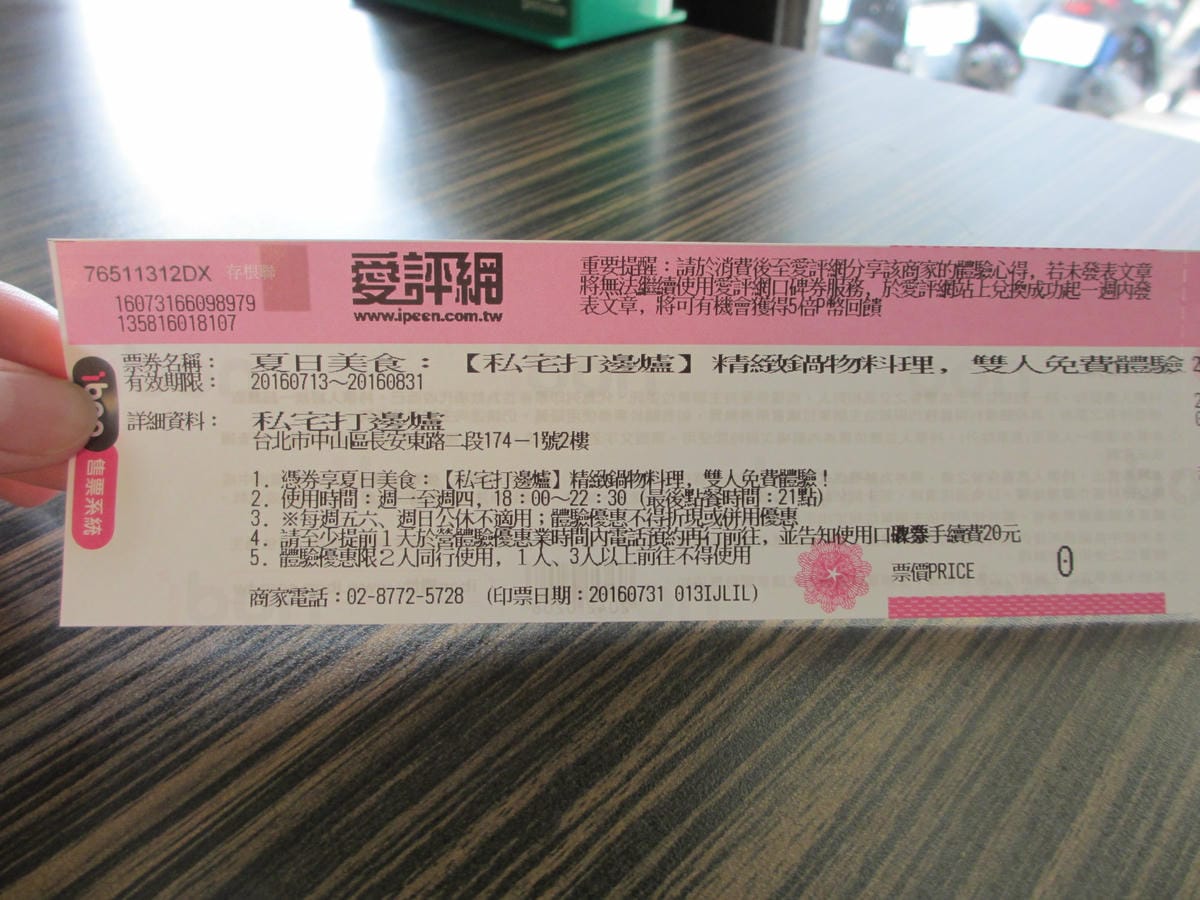 76511312DX 存根聯
16073166098979
135816018107
愛評網
www.ipeen.com.tw
重要提醒：請於消費後至愛評網分享該商家的體驗心得，若未發表文章
將無法繼續使用愛評網口碑券服務，於愛評網站上兌換成功起一週內發
表文章，將可有機會獲得5倍P幣回饋
ibon
售票系統
票券名稱： 夏日美食：【私宅打邊爐】精緻鍋物料理，雙人免費體驗
有效期限： 20160713～20160831
詳細資料： 私宅打邊爐
台北市中山區長安東路二段174－1號2樓
1. 憑券享夏日美食：【私宅打邊爐】精緻鍋物料理，雙人免費體驗！
2. 使用時間：週一至週四，18：00～22：30（最後點餐時間：21點）
3. ※每週五六、週日公休不適用；體驗優惠不得折現或併用優惠
4. 請至少提前1天於營體驗優惠業時間內電話預約再行前往，並告知使用口
手續費20元
5. 體驗優惠限２人同行使用，１人、3人以上前往不得使用
票價PRICE 0
商家電話：02-8772-5728 （印票日期：20160731 013IJLIL）